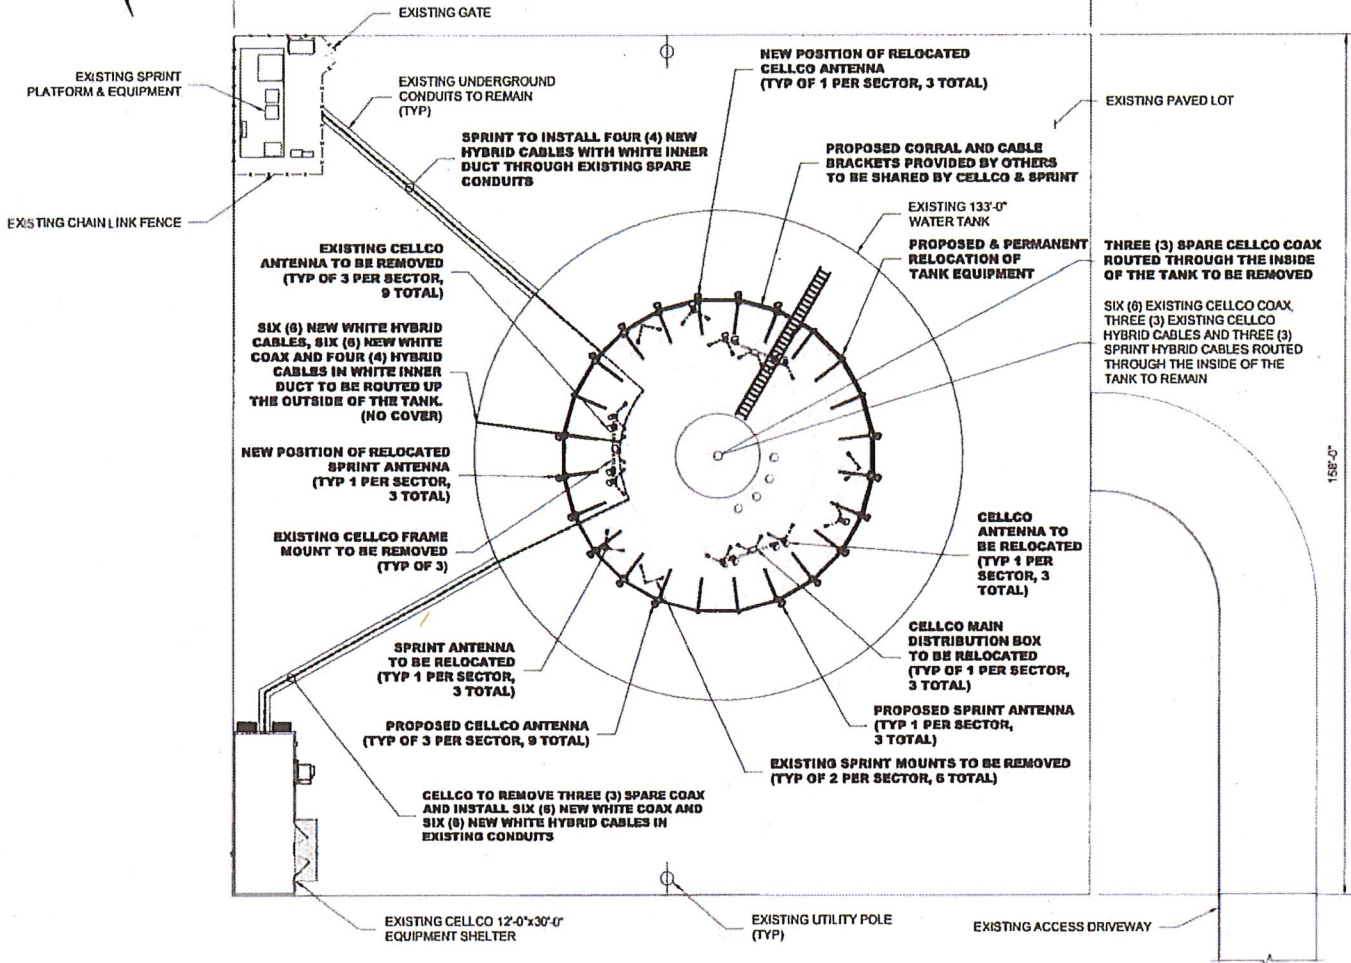 EXISTING GATE
EXISTING SPRINT
PLATFORM & EQUIPMENT
EXISTING UNDERGROUND
CONDUITS TO REMAIN
(TYP)
SPRINT TO INSTALL FOUR (4) NEW
HYBRID CABLES WITH WHITE INNER
DUCT THROUGH EXISTING SPARE
CONDUITS
NEW POSITION OF RELOCATED
CELLCO ANTENNA
(TYP OF 1 PER SECTOR, 3 TOTAL)
EXISTING PAVED LOT
PROPOSED CORRAL AND CABLE
BRACKETS PROVIDED BY OTHERS
TO BE SHARED BY CELLCO & SPRINT
EXISTING CHAIN LINK FENCE
EXISTING 133'-0"
WATER TANK
EXISTING CELLCO
ANTENNA TO BE REMOVED
(TYP OF 3 PER SECTOR,
9 TOTAL)
PROPOSED & PERMANENT
RELOCATION OF
TANK EQUIPMENT
THREE (3) SPARE CELLCO COAX
ROUTED THROUGH THE INSIDE
OF THE TANK TO BE REMOVED
SIX (6) EXISTING CELLCO COAX,
THREE (3) EXISTING CELLCO
HYRBID CABLES AND THREE (3)
SPRINT HYBRID CABLES ROUTED
THROUGH THE INSIDE OF THE
TANK TO REMAIN
SIX (6) NEW WHITE HYBRID
CABLES, SIX (6) NEW WHITE
COAX AND FOUR (4) HYBRID
CABLES IN WHITE INNER
DUCT TO BE ROUTED UP
THE OUTSIDE OF THE TANK.
(NO COVER)
NEW POSITION OF RELOCATED
SPRINT ANTENNA
(TYP 1 PER SECTOR,
3 TOTAL)
158'-0"
EXISTING CELLCO FRAME
MOUNT TO BE REMOVED
(TYP OF 3)
CELLCO
ANTENNA TO
BE RELOCATED
(TYP 1 PER
SECTOR, 3
TOTAL)
SPRINT ANTENNA
TO BE RELOCATED
(TYP 1 PER SECTOR,
3 TOTAL)
CELLCO MAIN
DISTRIBUTION BOX
TO BE RELOCATED
(TYP OF 1 PER SECTOR,
3 TOTAL)
PROPOSED CELLCO ANTENNA
(TYP OF 3 PER SECTOR, 9 TOTAL)
PROPOSED SPRINT ANTENNA
(TYP 1 PER SECTOR,
3 TOTAL)
EXISTING SPRINT MOUNTS TO BE REMOVED
(TYP OF 2 PER SECTOR, 6 TOTAL)
CELLCO TO REMOVE THREE (3) SPARE COAX
AND INSTALL SIX (6) NEW WHITE COAX AND
SIX (6) NEW WHITE HYBRID CABLES IN
EXISTING CONDUITS
EXISTING CELLCO 12'-0"x30'-0"
EQUIPMENT SHELTER
EXISTING UTILITY POLE
(TYP)
EXISTING ACCESS DRIVEWAY